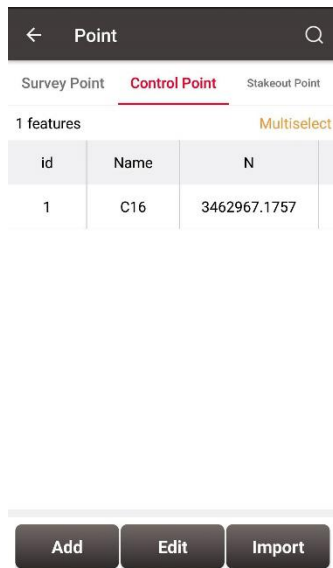 Point
Survey Point Control Point Stakeout Point
1 features Multiselect
id Name N
1 C16 3462967.1757
Add Edit Import